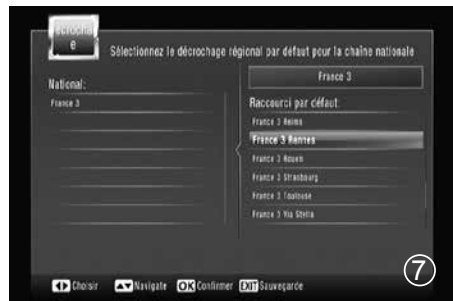 Sélectionnez le décrochage régional par défaut pour la chaîne nationale
National:
France 3
France 3
Raccourci par défaut:
France 3 Reims
France 3 Rennes
France 3 Rouen
France 3 Strasbourg
France 3 Toulouse
France 3 Via Stella
Choisir Navigate OK Confirmer EXIT Sauvegarde
7